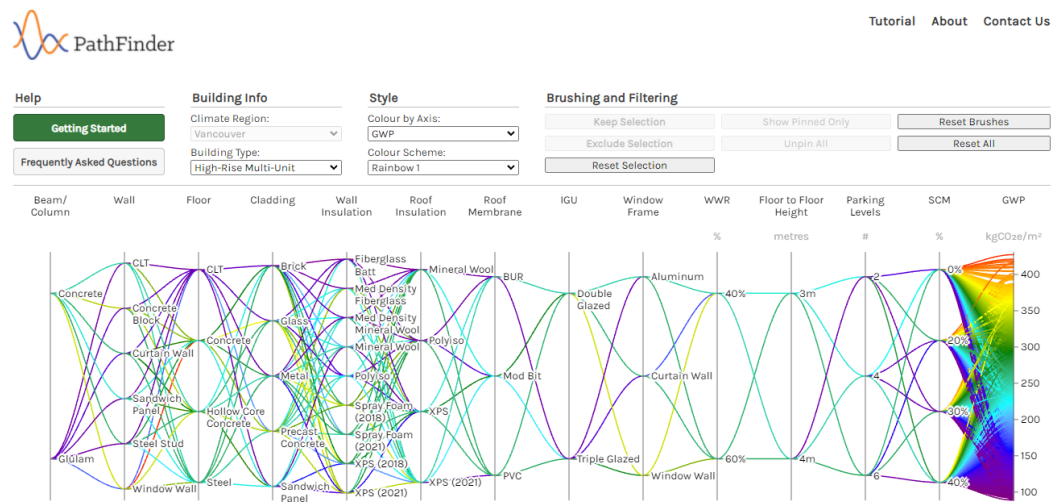 PathFinder
Tutorial About Contact Us
Help
Building Info
Style
Brushing and Filtering
Getting Started
Frequently Asked Questions
Climate Region:
Vancouver
Building Type:
High-Rise Multi-Unit
Colour by Axis:
GWP
Colour Scheme:
Rainbow 1
Keep Selection
Show Pinned Only
Reset Brushes
Exclude Selection
Unpin All
Reset All
Reset Selection
Beam/
Column
Wall
Floor
Cladding
Wall
Insulation
Roof
Insulation
Roof
Membrane
IGU
Window
Frame
WWR
%
Floor to Floor
Height
metres
Parking
Levels
#
SCM
%
GWP
kgCO2e/m²
Concrete
Glulam
CLT
Concrete
Block
Curtain Wall
Sandwich
Panel
Steel Stud
Window Wall
CLT
Concrete
Hollow Core
Concrete
Steel
Brick
Glass
Metal
Precast
Concrete
Sandwich
Panel
Fiberglass
Batt
Med Density
Fiberglass
Med Density
Mineral Wool
Mineral Wool
Polyiso
Spray Foam
(2018)
Spray Foam
(2021)
XPS (2018)
XPS (2021)
Mineral Wool
Polyiso
XPS
XPS (2021)
BUR
Mod Bit
PVC
Double
Glazed
Triple Glazed
Aluminum
Curtain Wall
Window Wall
40%
60%
3m
4m
2
4
6
0%
20%
30%
40%
400
350
300
250
200
150
100